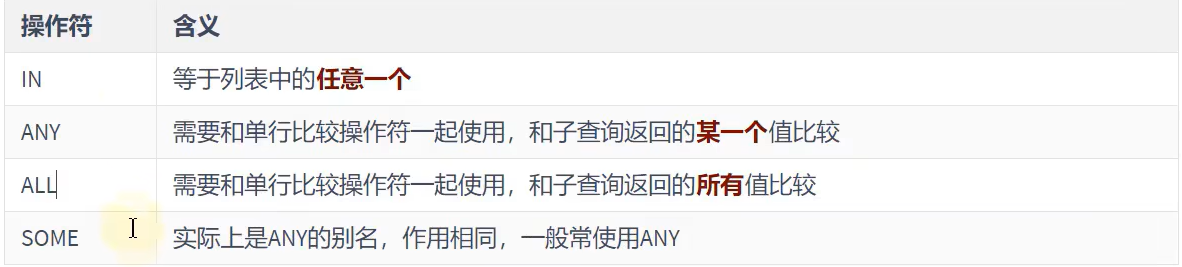 操作符 含义
IN 等于列表中的任意一个
ANY 需要和单行比较操作符一起使用，和子查询返回的某一个值比较
ALL 需要和单行比较操作符一起使用，和子查询返回的所有值比较
SOME 实际上是ANY的别名，作用相同，一般常使用ANY